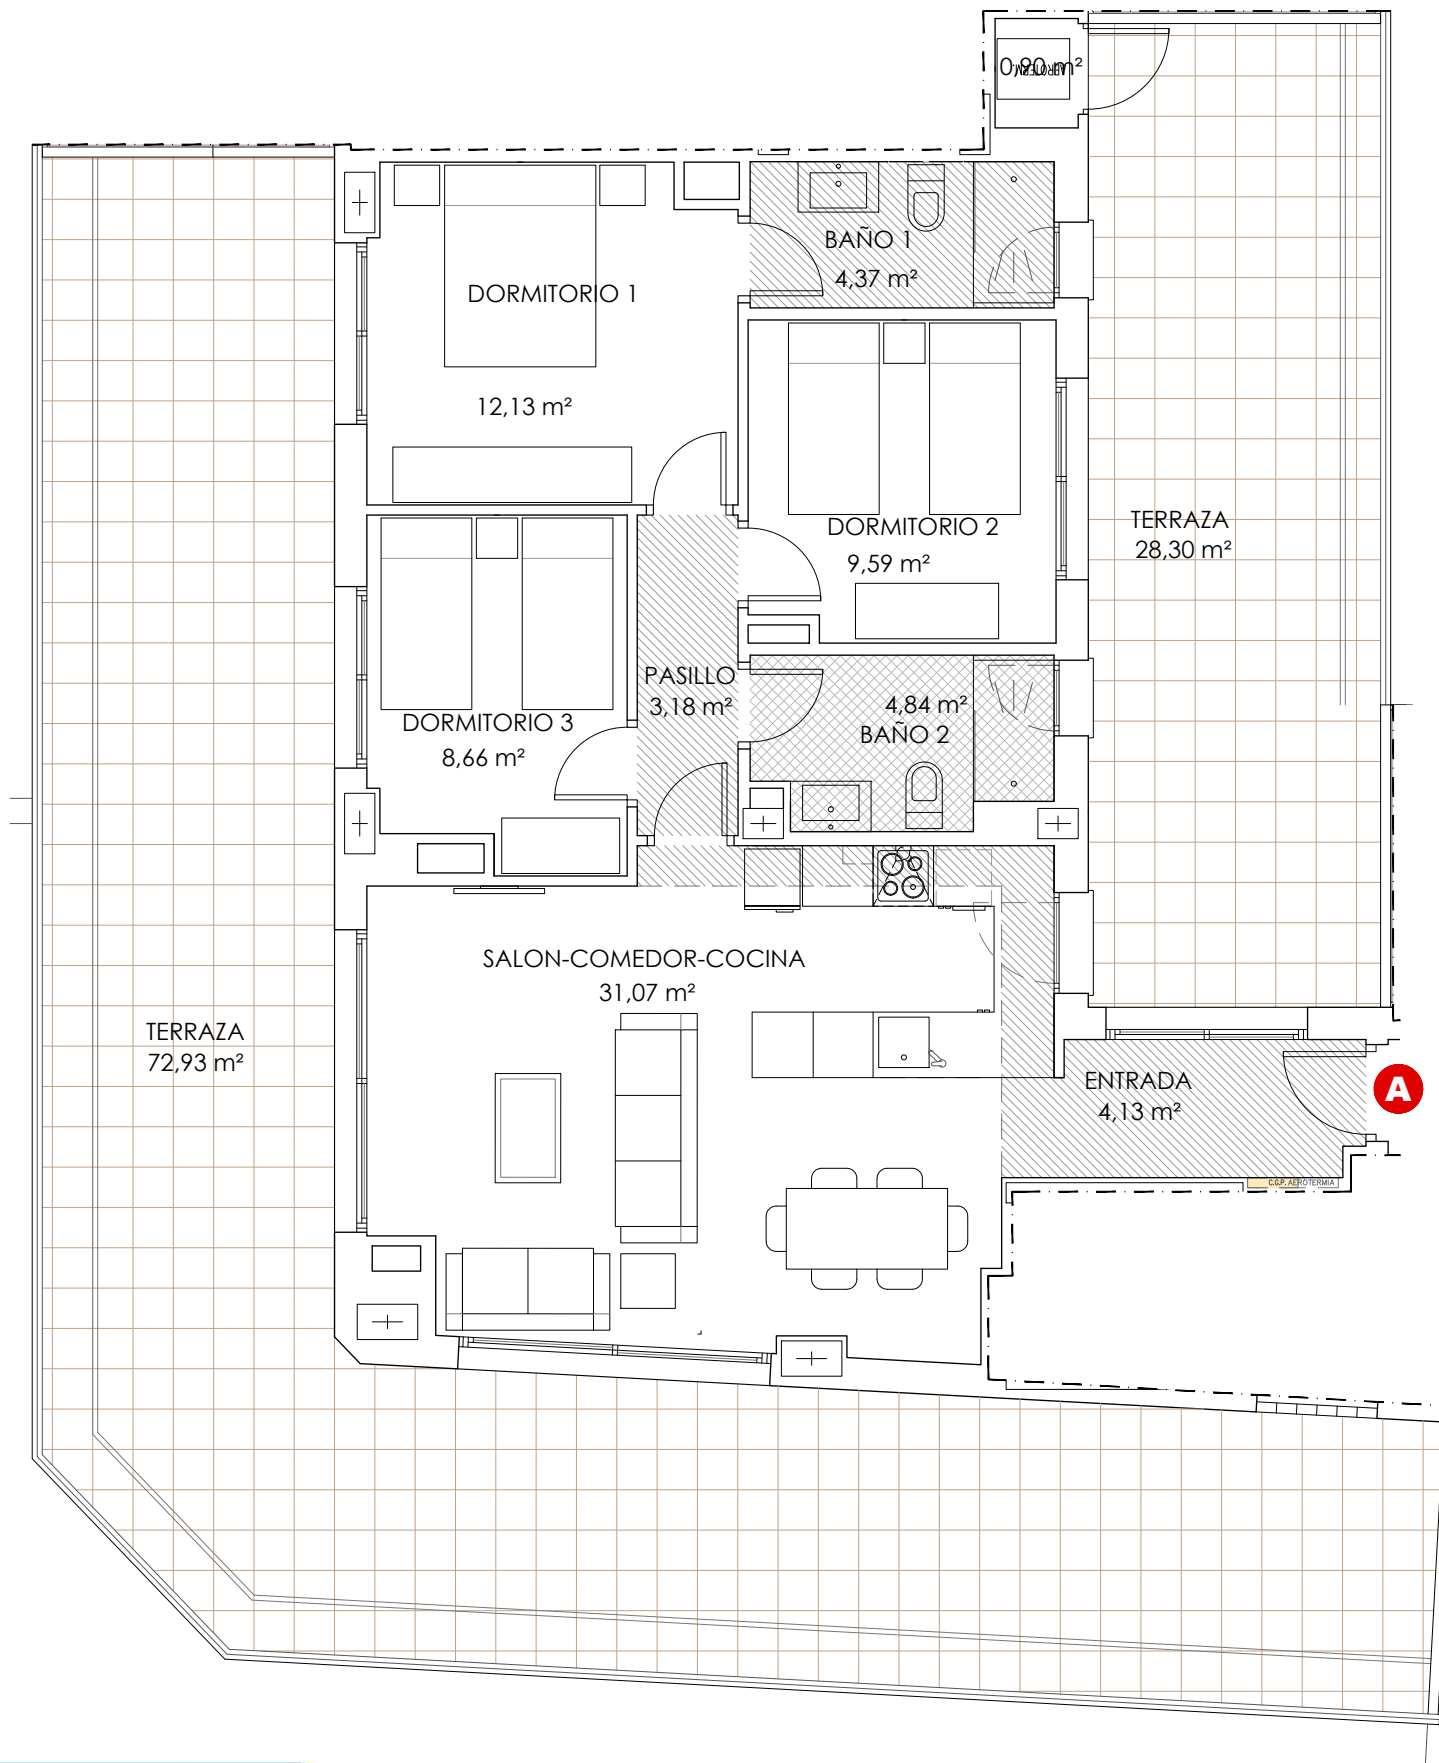 0,80 m²
AEROTERM.
BAÑO 1
4,37 m²
DORMITORIO 1
12,13 m²
DORMITORIO 2
9,59 m²
TERRAZA
28,30 m²
PASILLO
3,18 m²
4,84 m²
BAÑO 2
DORMITORIO 3
8,66 m²
SALON-COMEDOR-COCINA
31,07 m²
TERRAZA
72,93 m²
ENTRADA
4,13 m²
A
C.G.P. AEROTERMIA